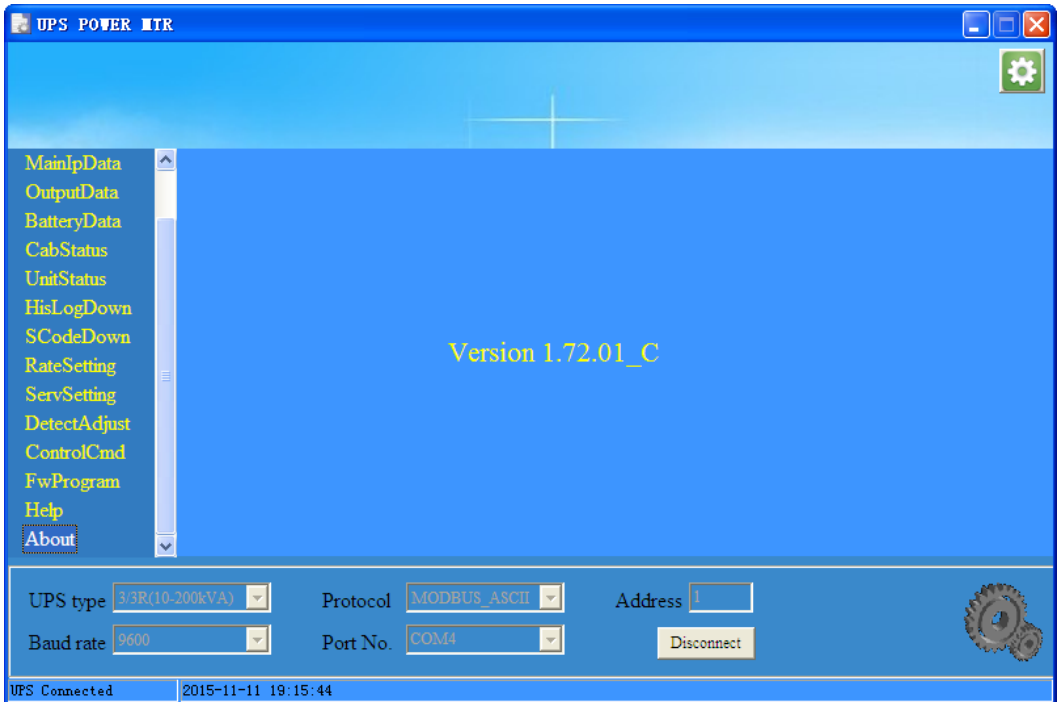 UPS POWER MTR
MainIpData
OutputData
BatteryData
CabStatus
UnitStatus
HisLogDown
SCodeDown
RateSetting
ServSetting
DetectAdjust
ControlCmd
FwProgram
Help
About
Version 1.72.01_C
UPS type 3/3R(10-200kVA) Protocol MODBUS_ASCII Address 1
Baud rate 9600 Port No. COM4 Disconnect
UPS Connected 2015-11-11 19:15:44